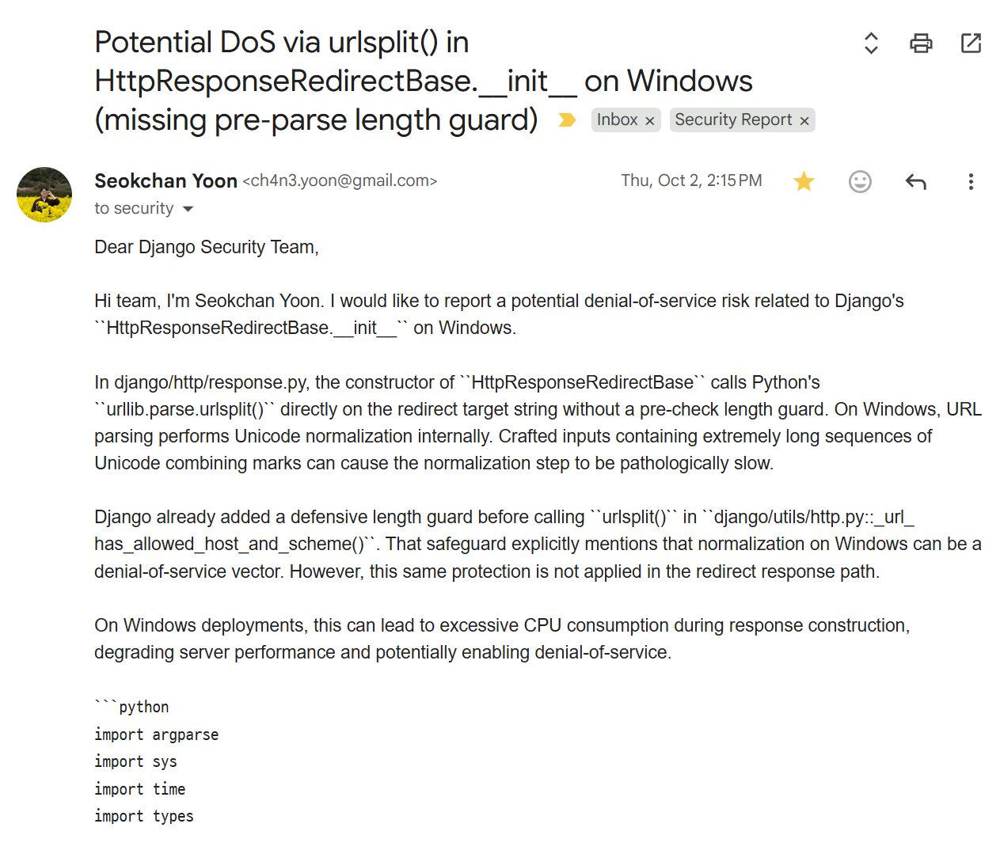 Potential DoS via urlsplit() in
HttpResponseRedirectBase.__init__ on Windows
(missing pre-parse length guard) Inbox × Security Report ×
Seokchan Yoon <ch4n3.yoon@gmail.com> Thu, Oct 2, 2:15 PM
to security
Dear Django Security Team,
Hi team, I'm Seokchan Yoon. I would like to report a potential denial-of-service risk related to Django's
``HttpResponseRedirectBase.__init__`` on Windows.
In django/http/response.py, the constructor of ``HttpResponseRedirectBase`` calls Python's
``urllib.parse.urlsplit()`` directly on the redirect target string without a pre-check length guard. On Windows, URL
parsing performs Unicode normalization internally. Crafted inputs containing extremely long sequences of
Unicode combining marks can cause the normalization step to be pathologically slow.
Django already added a defensive length guard before calling ``urlsplit()`` in ``django/utils/http.py::_url_
has_allowed_host_and_scheme()``. That safeguard explicitly mentions that normalization on Windows can be a
denial-of-service vector. However, this same protection is not applied in the redirect response path.
On Windows deployments, this can lead to excessive CPU consumption during response construction,
degrading server performance and potentially enabling denial-of-service.
```python
import argparse
import sys
import time
import types